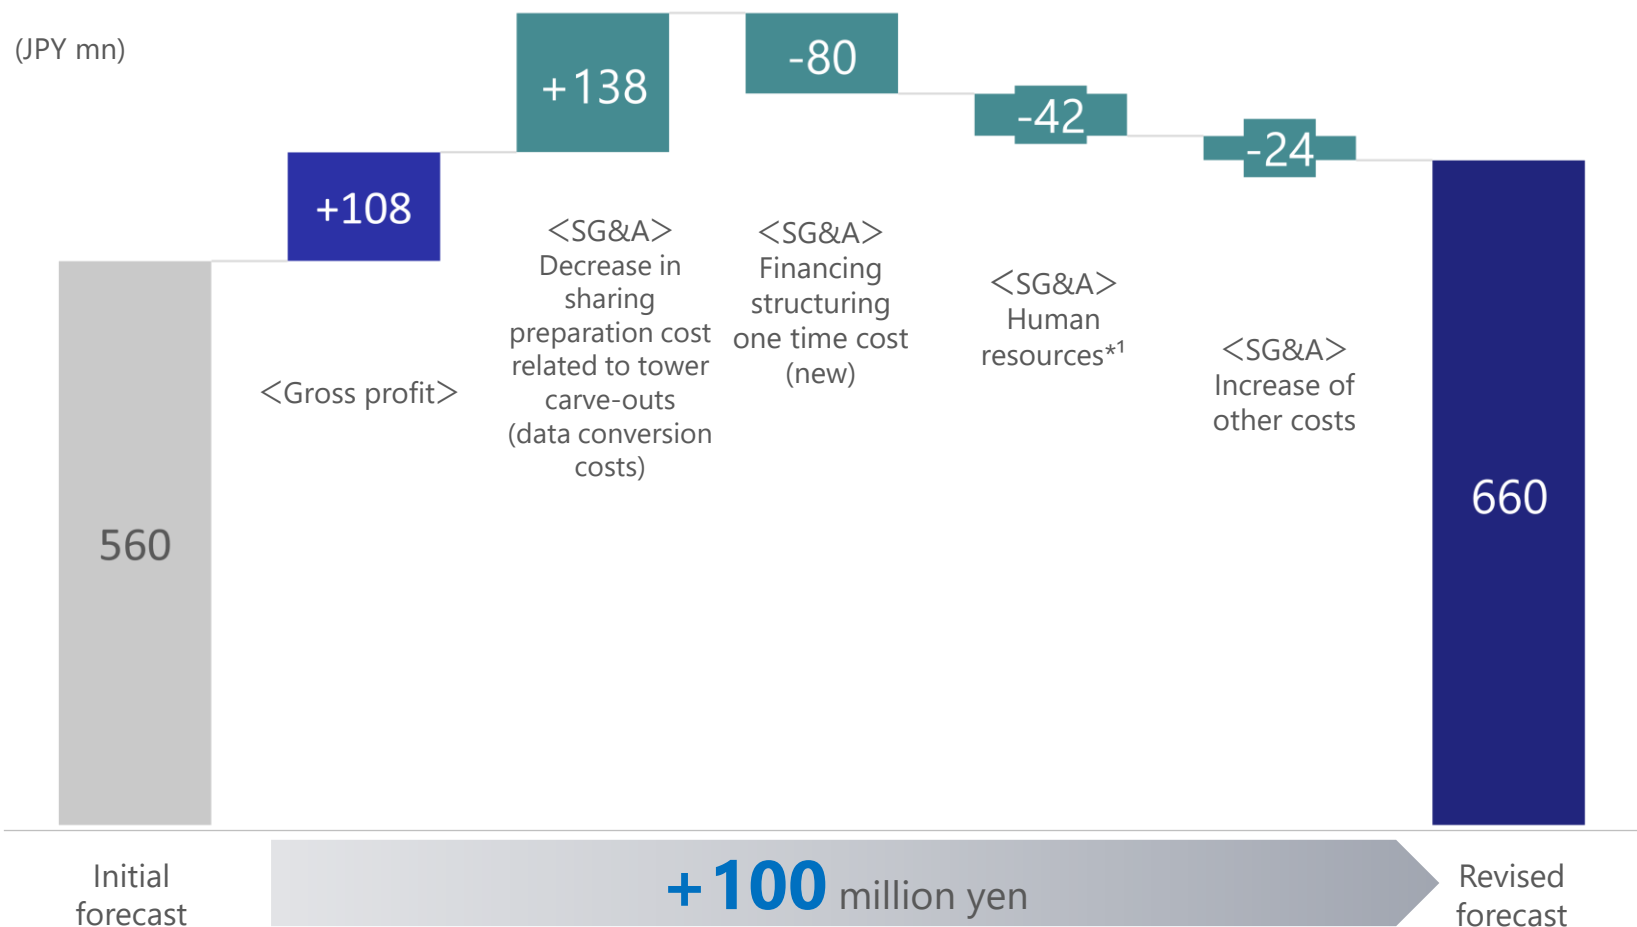 (JPY mn)
560
+108
<Gross profit>
+138
<SG&A>
Decrease in
sharing
preparation cost
related to tower
carve-outs
(data conversion
costs)
-80
<SG&A>
Financing
structuring
one time cost
(new)
-42
<SG&A>
Human
resources*¹
-24
<SG&A>
Increase of
other costs
660
Initial
forecast
+100 million yen
Revised
forecast